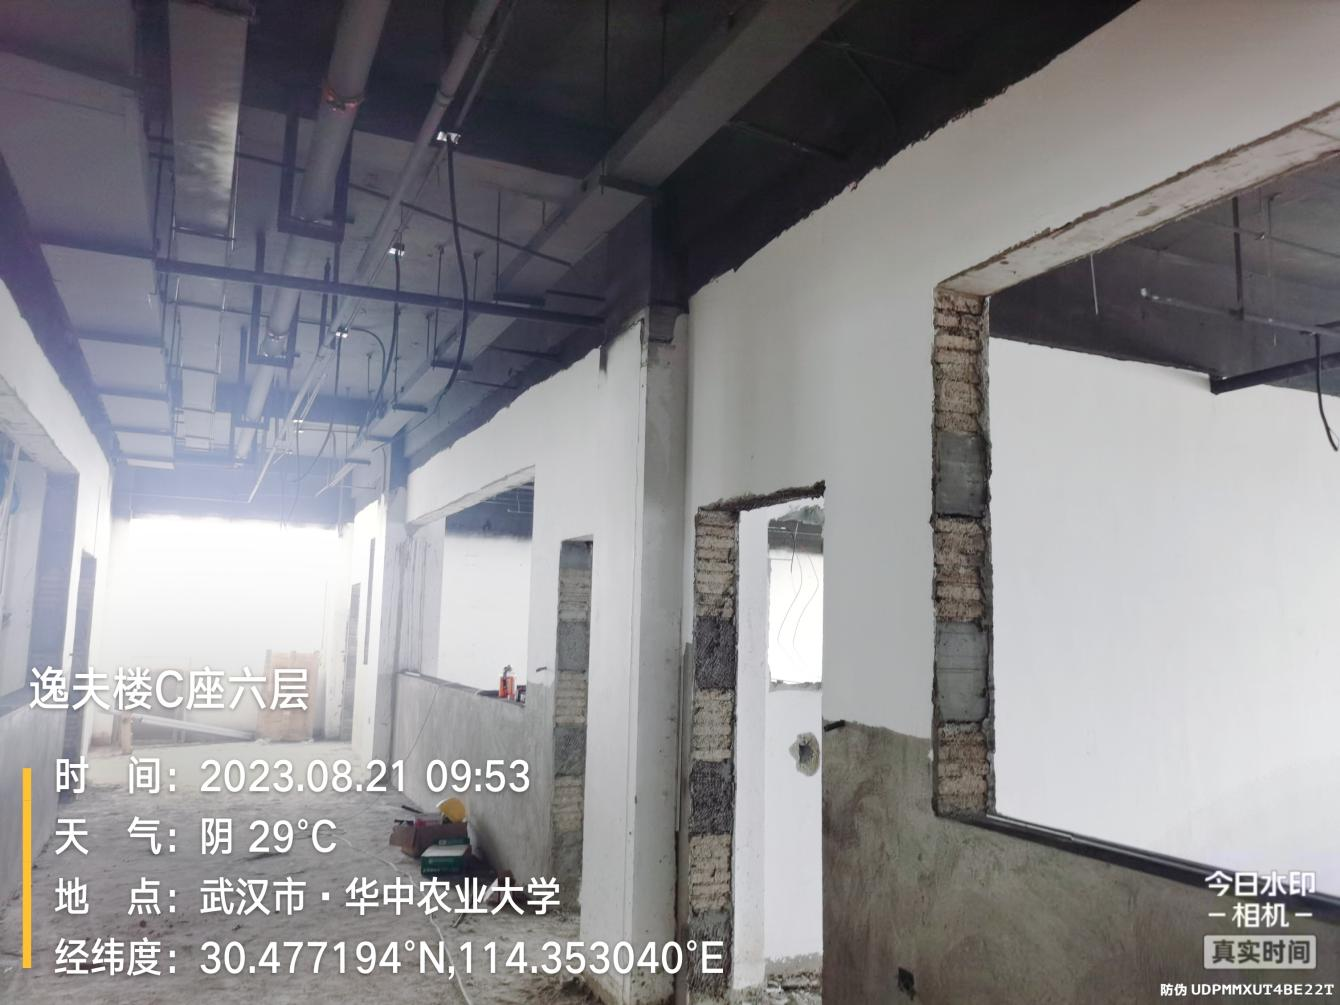 逸夫楼C座六层
时 间：2023.08.21 09:53
天 气：阴 29°C
地 点：武汉市·华中农业大学
经纬度：30.477194°N,114.353040°E
今日水印
-相机-
真实时间
防伪 UDPMMXUT4BE22T